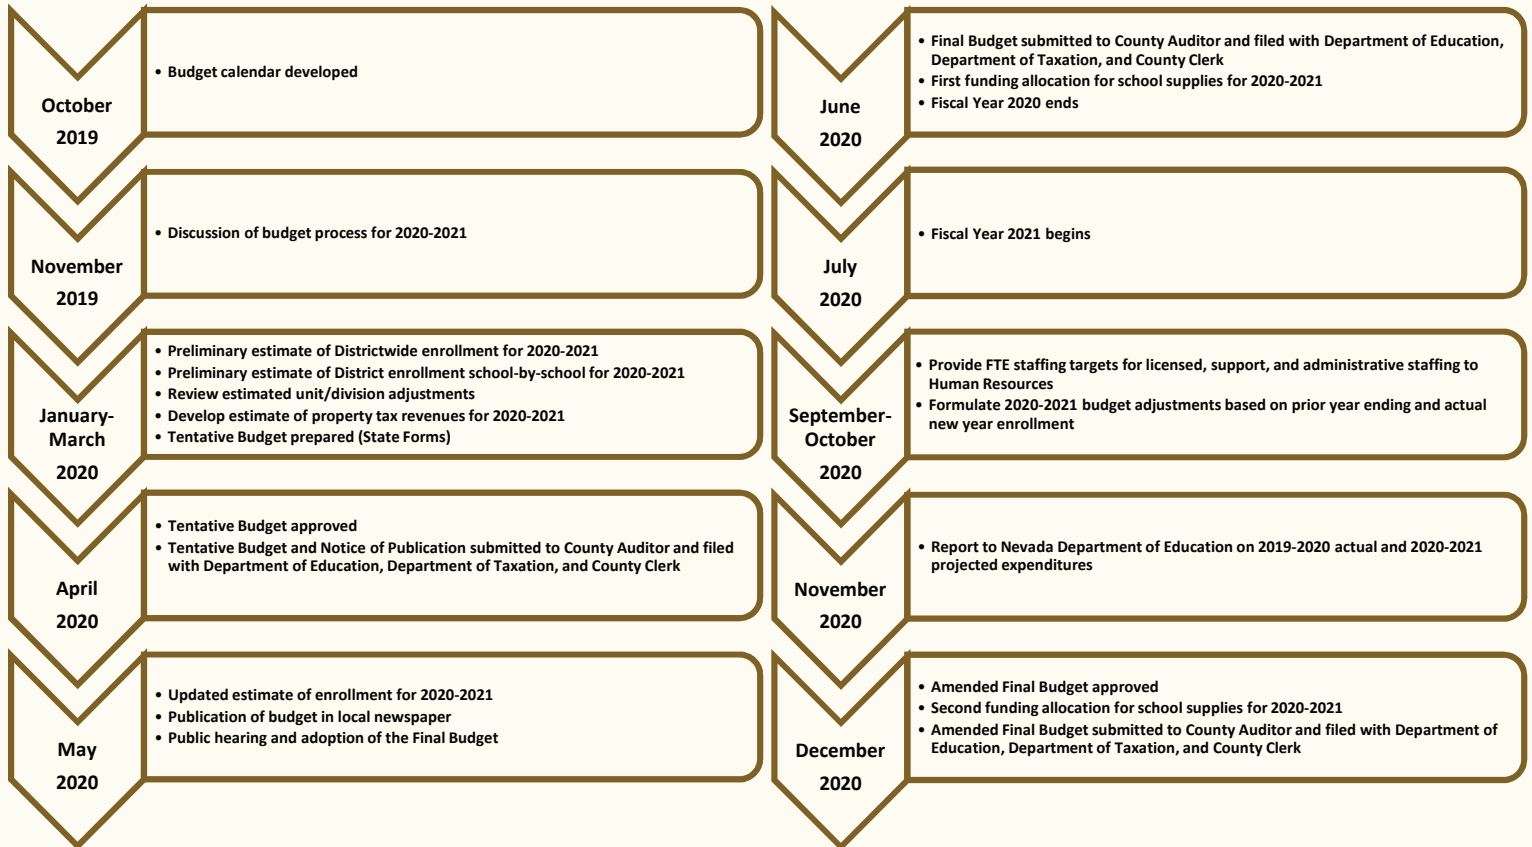 October
2019
• Budget calendar developed
November
2019
• Discussion of budget process for 2020-2021
January-
March
2020
• Preliminary estimate of Districtwide enrollment for 2020-2021
• Preliminary estimate of District enrollment school-by-school for 2020-2021
• Review estimated unit/division adjustments
• Develop estimate of property tax revenues for 2020-2021
• Tentative Budget prepared (State Forms)
April
2020
• Tentative Budget approved
• Tentative Budget and Notice of Publication submitted to County Auditor and filed
with Department of Education, Department of Taxation, and County Clerk
May
2020
• Updated estimate of enrollment for 2020-2021
• Publication of budget in local newspaper
• Public hearing and adoption of the Final Budget
June
2020
• Final Budget submitted to County Auditor and filed with Department of Education,
Department of Taxation, and County Clerk
• First funding allocation for school supplies for 2020-2021
• Fiscal Year 2020 ends
July
2020
• Fiscal Year 2021 begins
September-
October
2020
• Provide FTE staffing targets for licensed, support, and administrative staffing to
Human Resources
• Formulate 2020-2021 budget adjustments based on prior year ending and actual
new year enrollment
November
2020
• Report to Nevada Department of Education on 2019-2020 actual and 2020-2021
projected expenditures
December
2020
• Amended Final Budget approved
• Second funding allocation for school supplies for 2020-2021
• Amended Final Budget submitted to County Auditor and filed with Department of
Education, Department of Taxation, and County Clerk